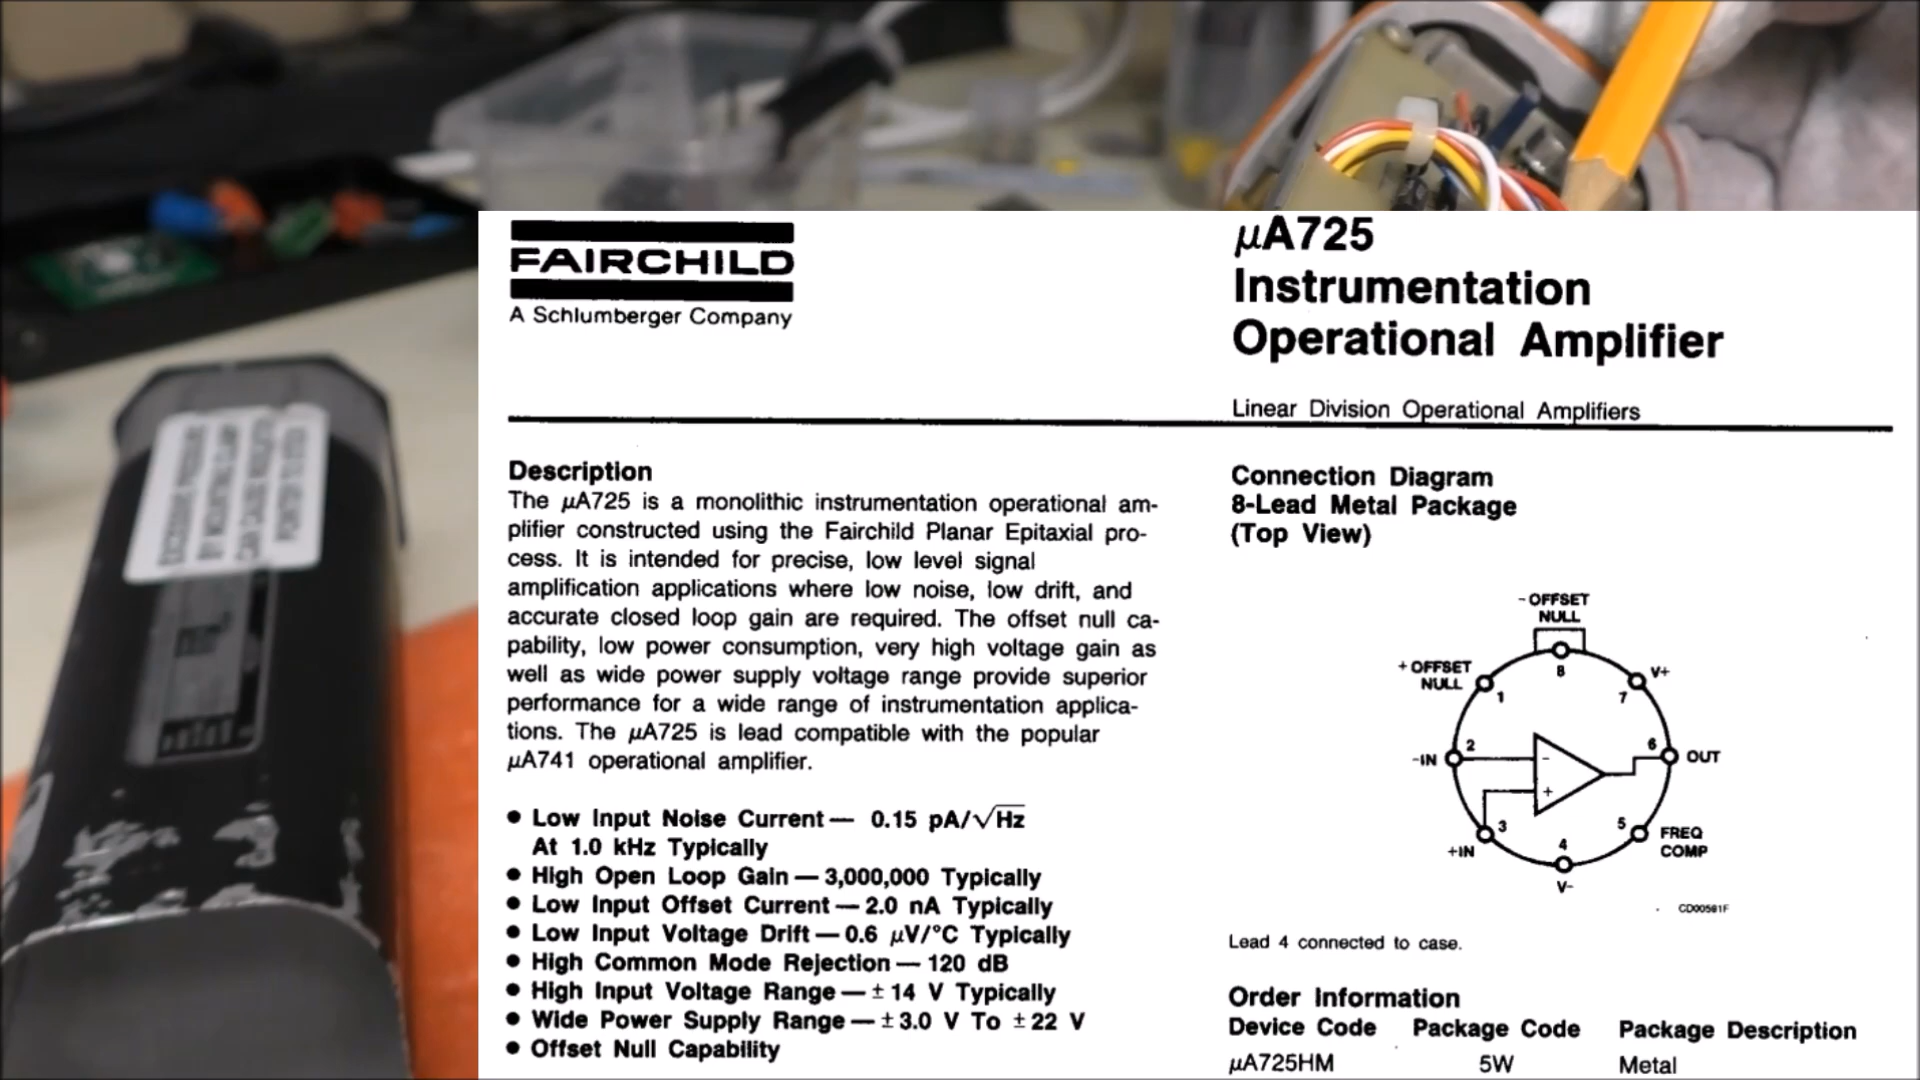 EXCESSIVE PRESSURE
BY MOUNTING CLAMP
CAN CAUSE
FAIRCHILD
A Schlumberger Company
µA725
Instrumentation
Operational Amplifier
Linear Division Operational Amplifiers
Description
The µA725 is a monolithic instrumentation operational am-
plifier constructed using the Fairchild Planar Epitaxial pro-
cess. It is intended for precise, low level signal
amplification applications where low noise, low drift, and
accurate closed loop gain are required. The offset null ca-
pability, low power consumption, very high voltage gain as
well as wide power supply voltage range provide superior
performance for a wide range of instrumentation applica-
tions. The µA725 is lead compatible with the popular
µA741 operational amplifier.
● Low Input Noise Current — 0.15 pA/√Hz
At 1.0 kHz Typically
● High Open Loop Gain — 3,000,000 Typically
● Low Input Offset Current — 2.0 nA Typically
● Low Input Voltage Drift — 0.6 µV/°C Typically
● High Common Mode Rejection — 120 dB
● High Input Voltage Range — ±14 V Typically
● Wide Power Supply Range — ±3.0 V To ±22 V
● Offset Null Capability
Connection Diagram
8-Lead Metal Package
(Top View)
-OFFSET
NULL
+OFFSET
NULL
8
V+
1
7
-IN
2
6
OUT
-
+
3
5
FREQ
COMP
+IN
4
V-
CD00581F
Lead 4 connected to case.
Order Information
Device Code Package Code Package Description
µA725HM 5W Metal